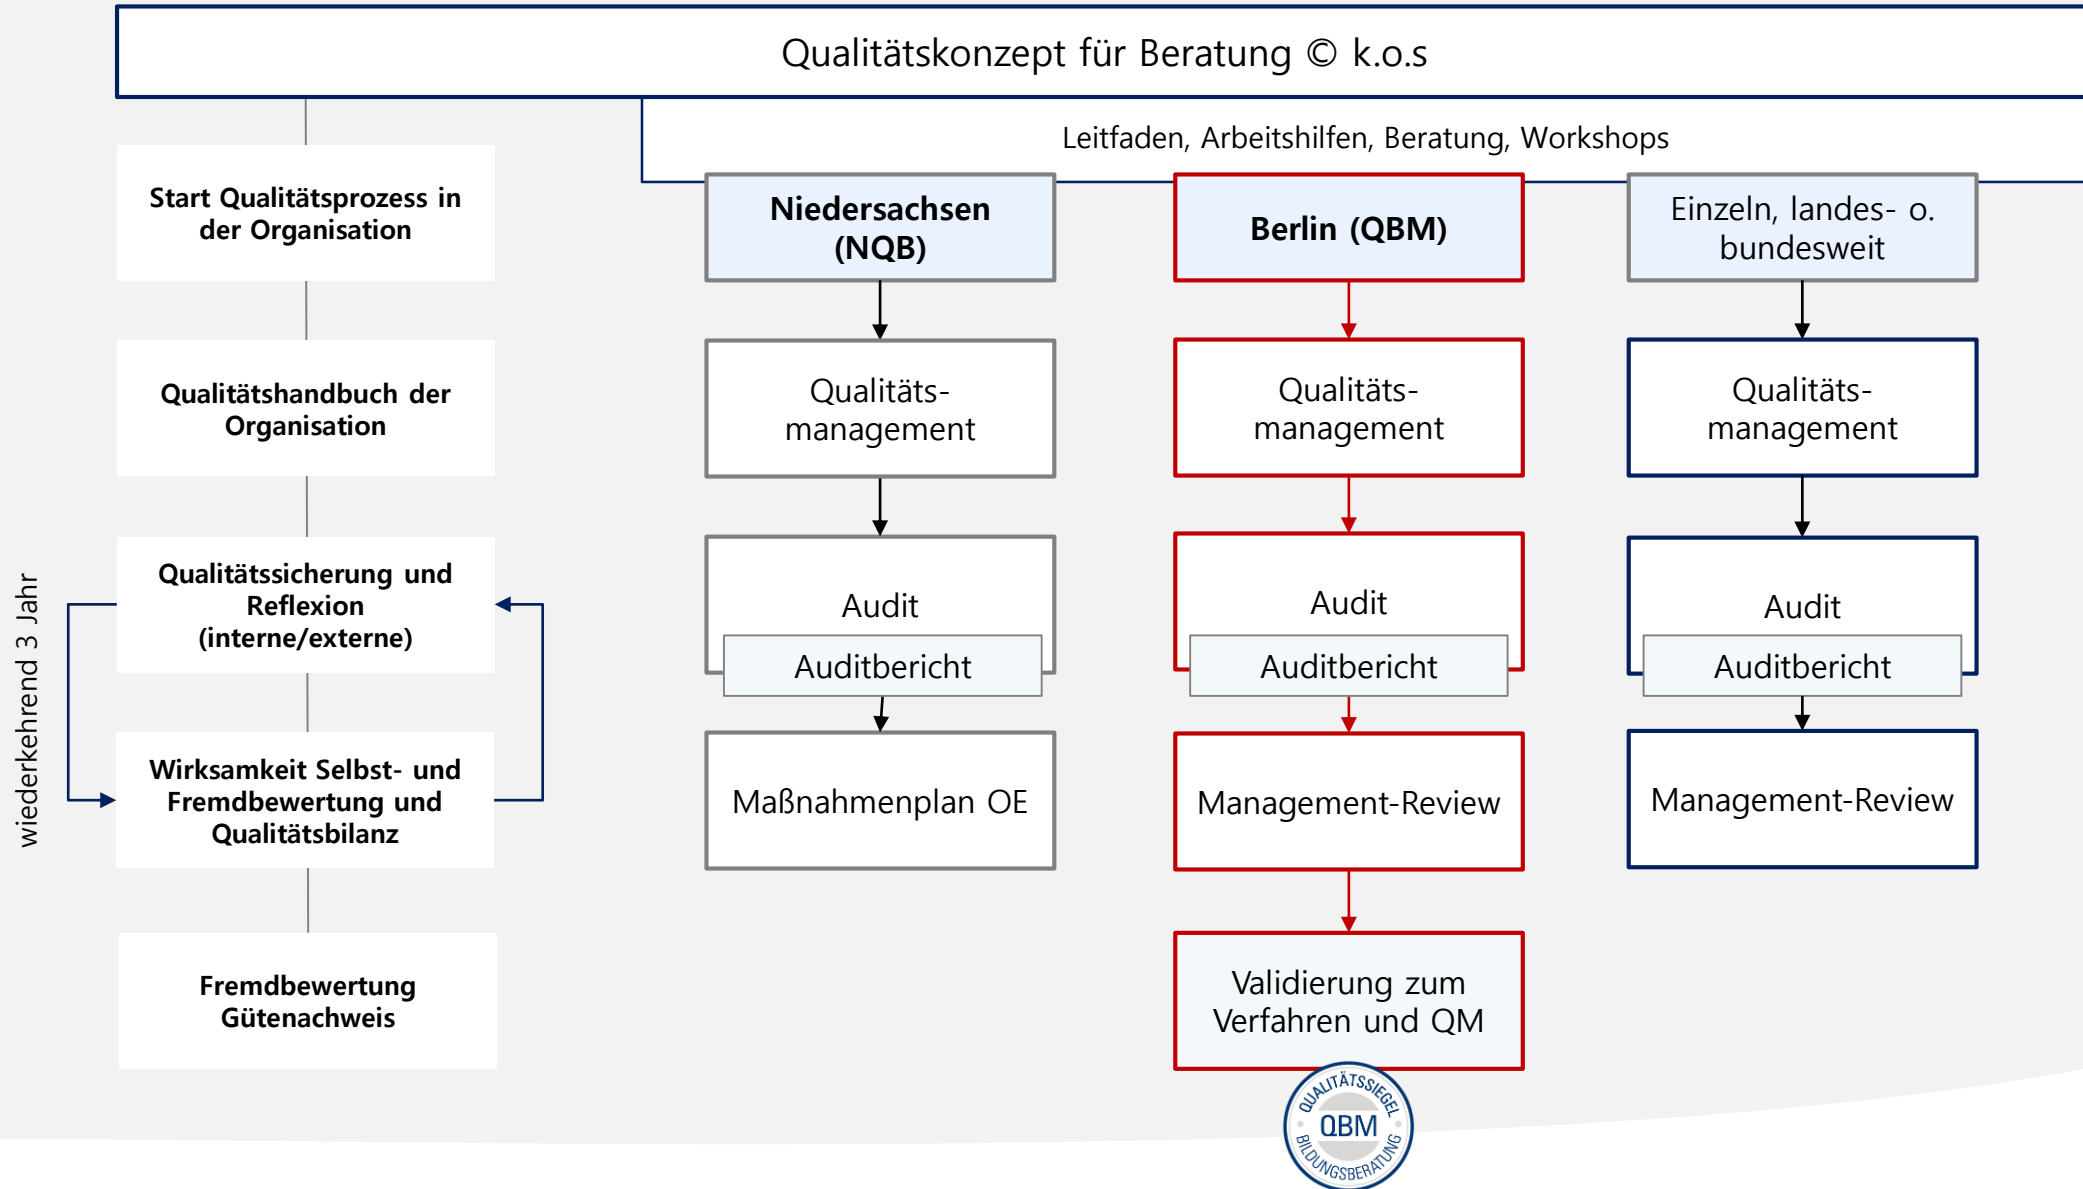 Qualitätskonzept für Beratung © k.o.s
Leitfaden, Arbeitshilfen, Beratung, Workshops
Start Qualitätsprozess in
der Organisation
Qualitätshandbuch der
Organisation
Qualitätssicherung und
Reflexion
(interne/externe)
Wirksamkeit Selbst- und
Fremdbewertung und
Qualitätsbilanz
Fremdbewertung
Gütenachweis
wiederkehrend 3 Jahr
Niedersachsen
(NQB)
Qualitäts-
management
Audit
Auditbericht
Maßnahmenplan OE
Berlin (QBM)
Qualitäts-
management
Audit
Auditbericht
Management-Review
Validierung zum
Verfahren und QM
QUALITÄTSSIEGEL
QBM
BILDUNGSBERATUNG
Einzeln, landes- o.
bundesweit
Qualitäts-
management
Audit
Auditbericht
Management-Review